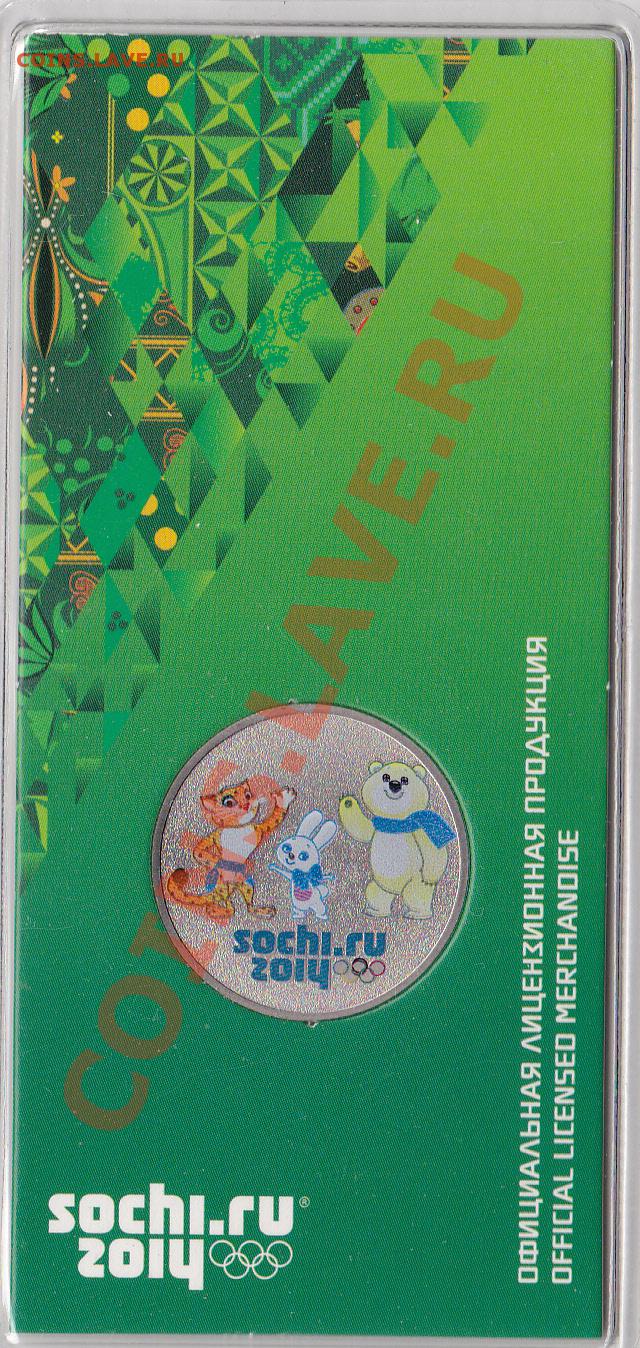 COINS.LAVE.RU
COINS.LAVE.RU
sochi.ru
2014
sochi.ru®
2014
ОФИЦИАЛЬНАЯ ЛИЦЕНЗИОННАЯ ПРОДУКЦИЯ
OFFICIAL LICENSED MERCHANDISE